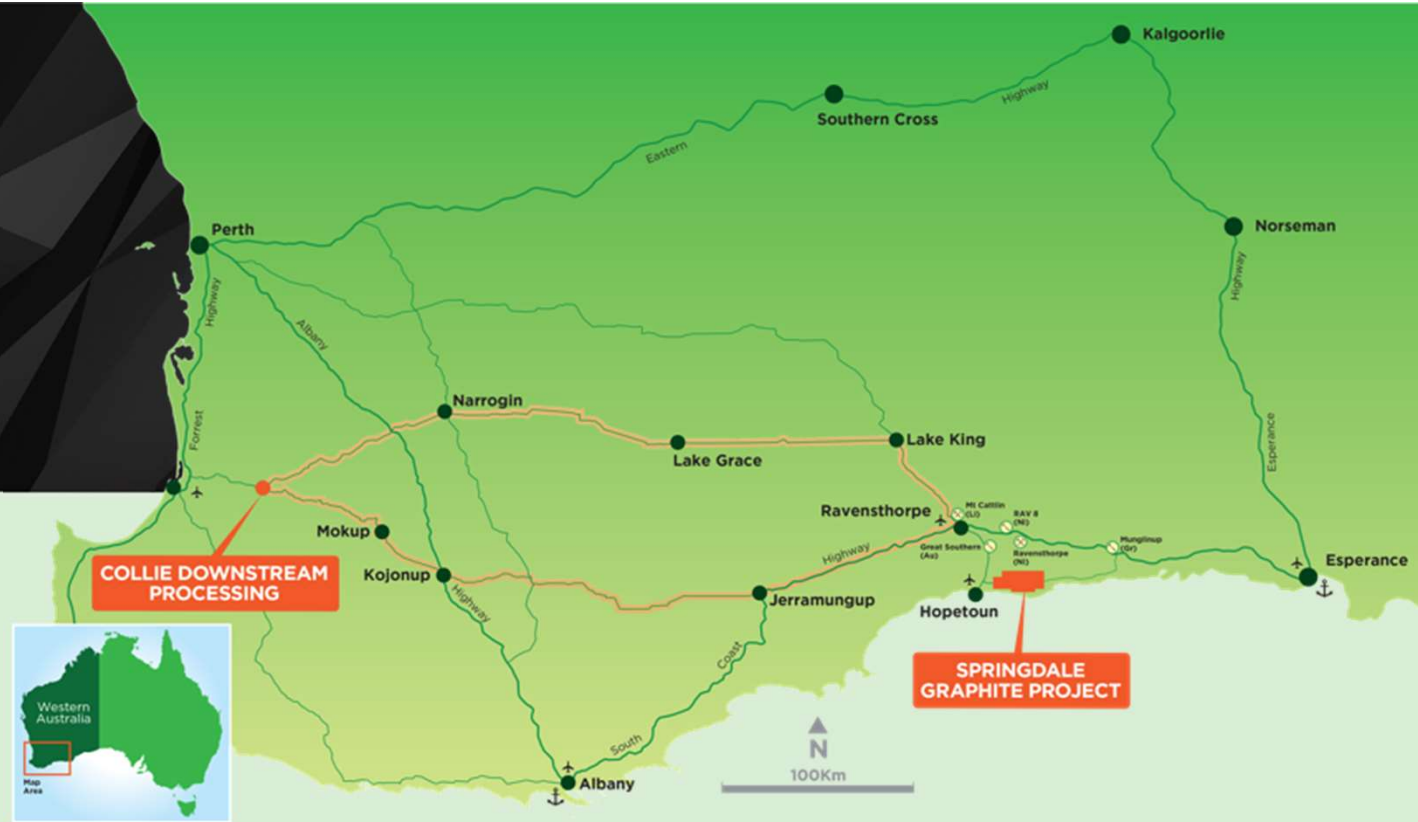 Kalgoorlie
Highway
Southern Cross
Eastern
Perth
Norseman
Highway
Highway
Albany
Narrogin
Forrest
Esperance
Lake King
Lake Grace
Ravensthorpe
Mt Cattlin
(Li)
RAV 8
(Ni)
Mokup
Great Southern
(Au)
Ravensthorpe
(Ni)
Munglinup
(Gr)
Highway
Esperance
COLLIE DOWNSTREAM
PROCESSING
Kojonup
Highway
Jerramungup
Hopetoun
Coast
SPRINGDALE
GRAPHITE PROJECT
Western
Australia
Map
Area
South
N
100Km
Albany